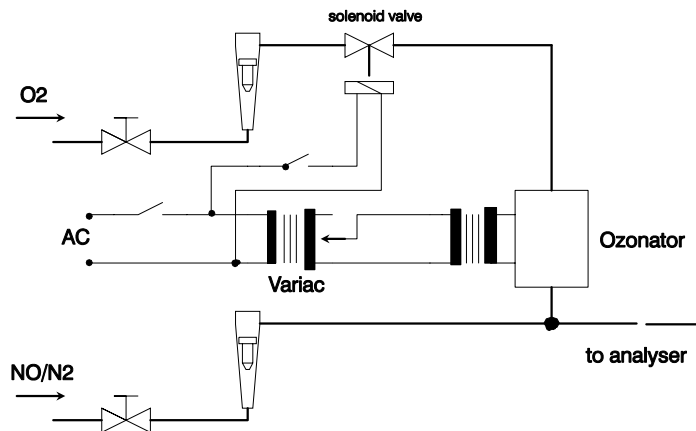 solenoid valve
O2
AC
Variac
Ozonator
NO/N2
to analyser